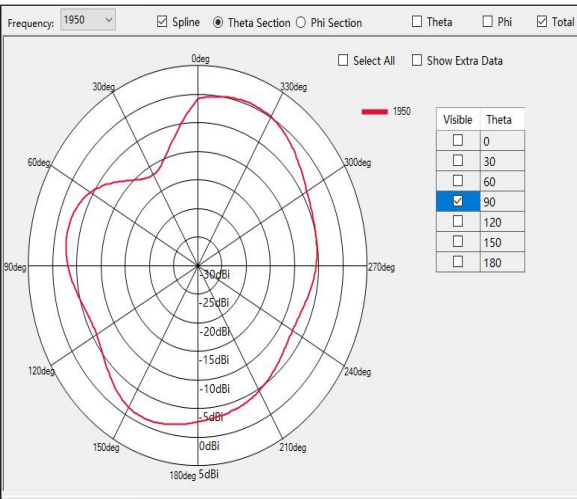 Frequency: 1950 Spline Theta Section Phi Section Theta Phi Total
0deg
Select All Show Extra Data
30deg 330deg
1950
Visible Theta
0
30
60
90
120
150
180
60deg 300deg
90deg 270deg
-30dBi
-25dBi
-20dBi
-15dBi
120deg 240deg
-10dBi
-5dBi
150deg 0dBi 210deg
180deg 5dBi